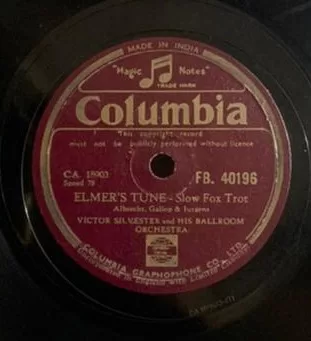 MADE IN INDIA
"Magic Notes"
TRADE MARK
Columbia
This copyright record
must not be publicly performed without licence
CA. 18903
Speed 78
FB. 40196
ELMER'S TUNE - Slow Fox Trot
Albrecht, Gallop &
VICTOR SILVESTER and HIS BALLROOM
ORCHESTRA
COLUMBIA GRAPHOPHONE CO. LTD.